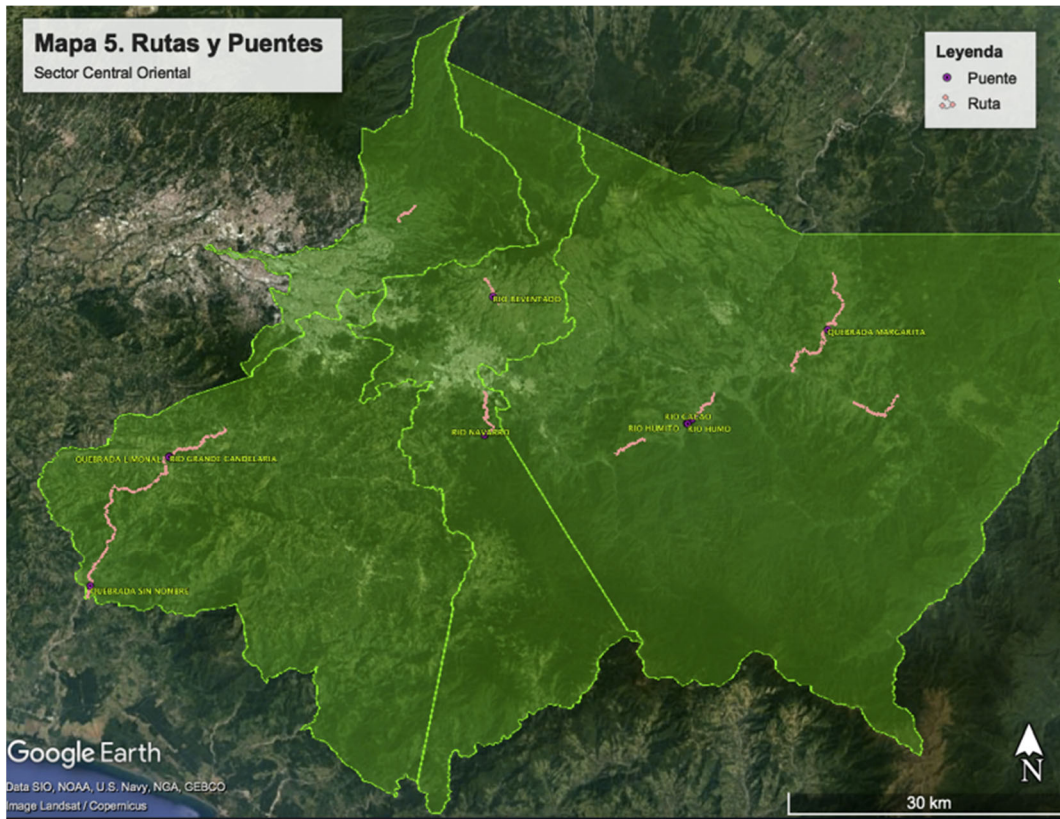 Mapa 5. Rutas y Puentes
Sector Central Oriental
Leyenda
Puente
Ruta
RIO REVENTADO
QUEBRADA MARGARITA
RIO CACAO
RIO HUMITO
RIO HUMO
RIO NAVARRO
QUEBRADA LIMONAL
RIO GRANDE CANDELARIA
QUEBRADA SIN NOMBRE
Google Earth
Data SIO, NOAA, U.S. Navy, NGA, GEBCO
Image Landsat / Copernicus
N
30 km